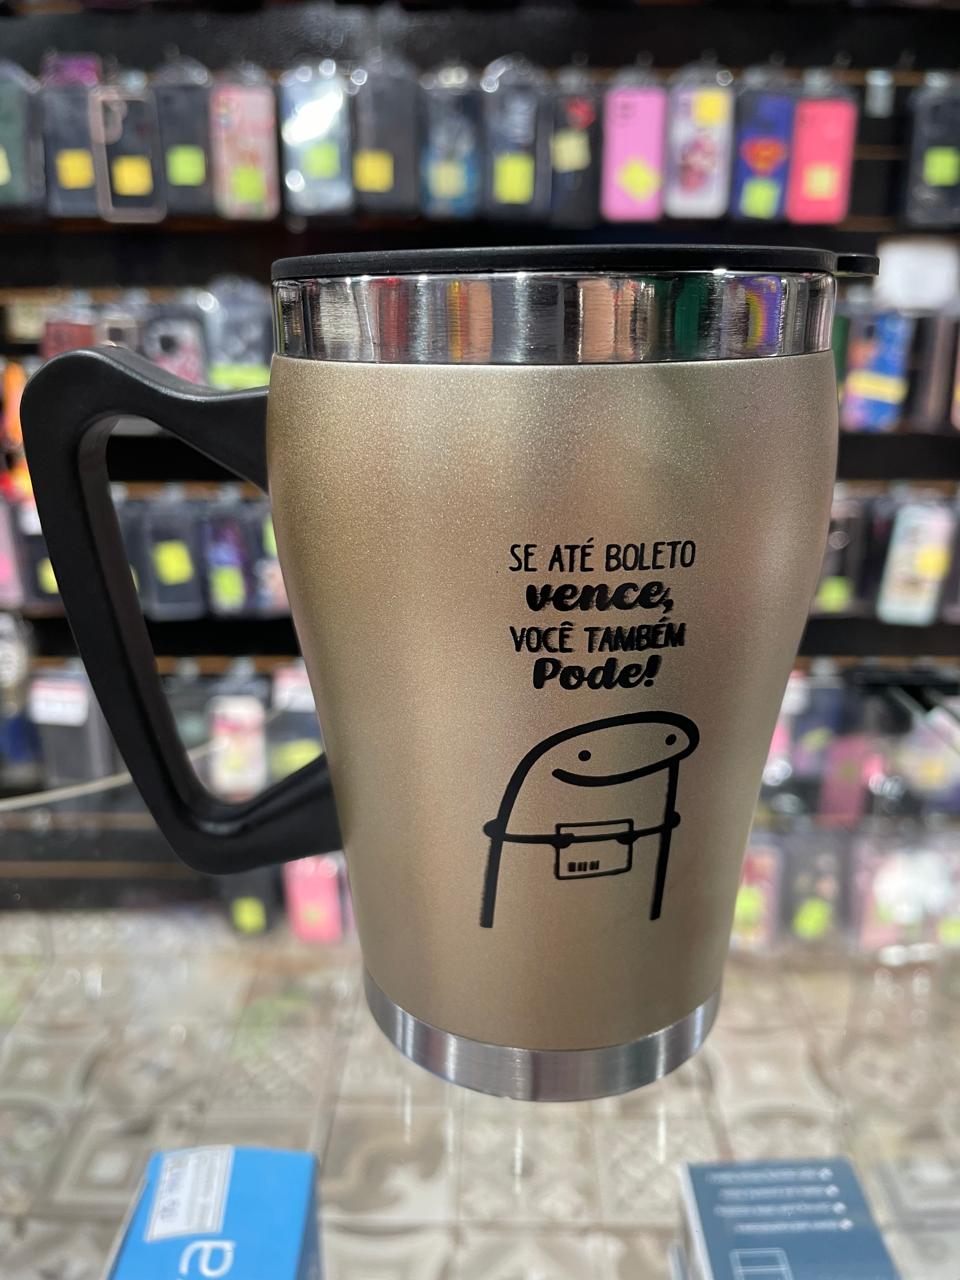 SE ATÉ BOLETO
vence,
VOCÊ TAMBÉM
Pode!